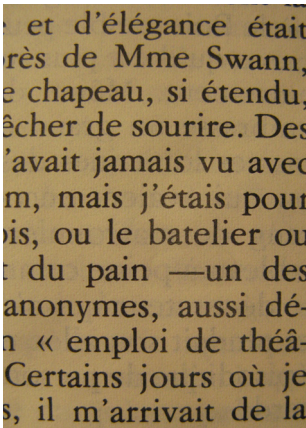 et d'élégance était
près de Mme Swann,
e chapeau, si étendu,
êcher de sourire. Des
'avait jamais vu avec
m, mais j'étais pour
ois, ou le batelier ou
t du pain —un des
anonymes, aussi dé-
n « emploi de théâ-
Certains jours où je
s, il m'arrivait de la